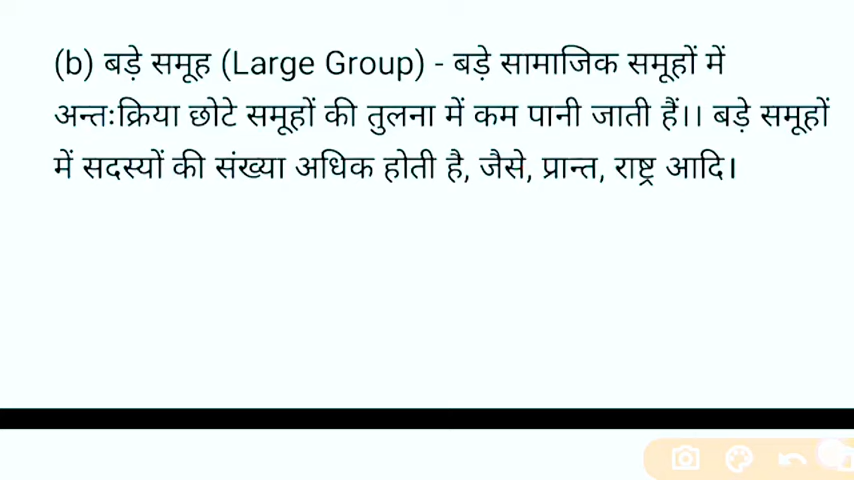 (b) बड़े समूह (Large Group) - बड़े सामाजिक समूहों में
अन्तःक्रिया छोटे समूहों की तुलना में कम पानी जाती हैं।। बड़े समूहों
में सदस्यों की संख्या अधिक होती है, जैसे, प्रान्त, राष्ट्र आदि।